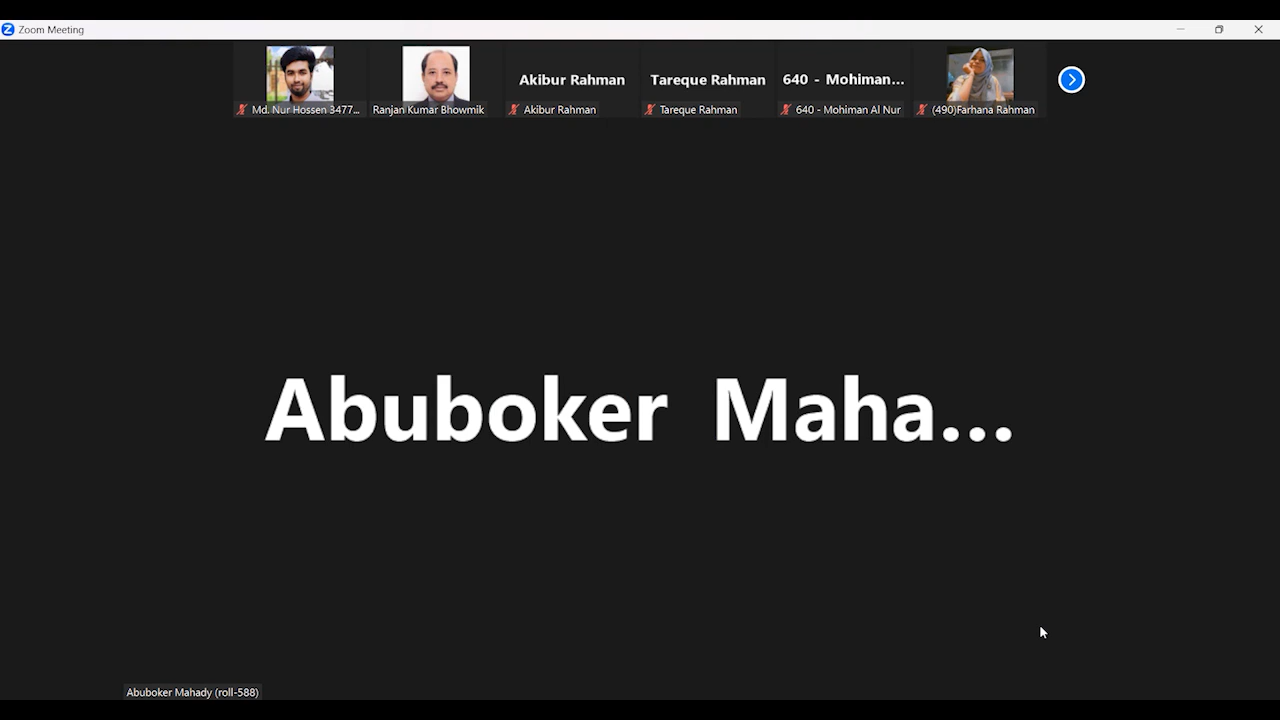 Zoom Meeting
Akibur Rahman
Tareque Rahman
640 - Mohiman...
Md. Nur Hossen 3477...
Ranjan Kumar Bhowmik
Akibur Rahman
Tareque Rahman
640 - Mohiman Al Nur
(490)Farhana Rahman
Abuboker Maha...
Abuboker Mahady (roll-588)